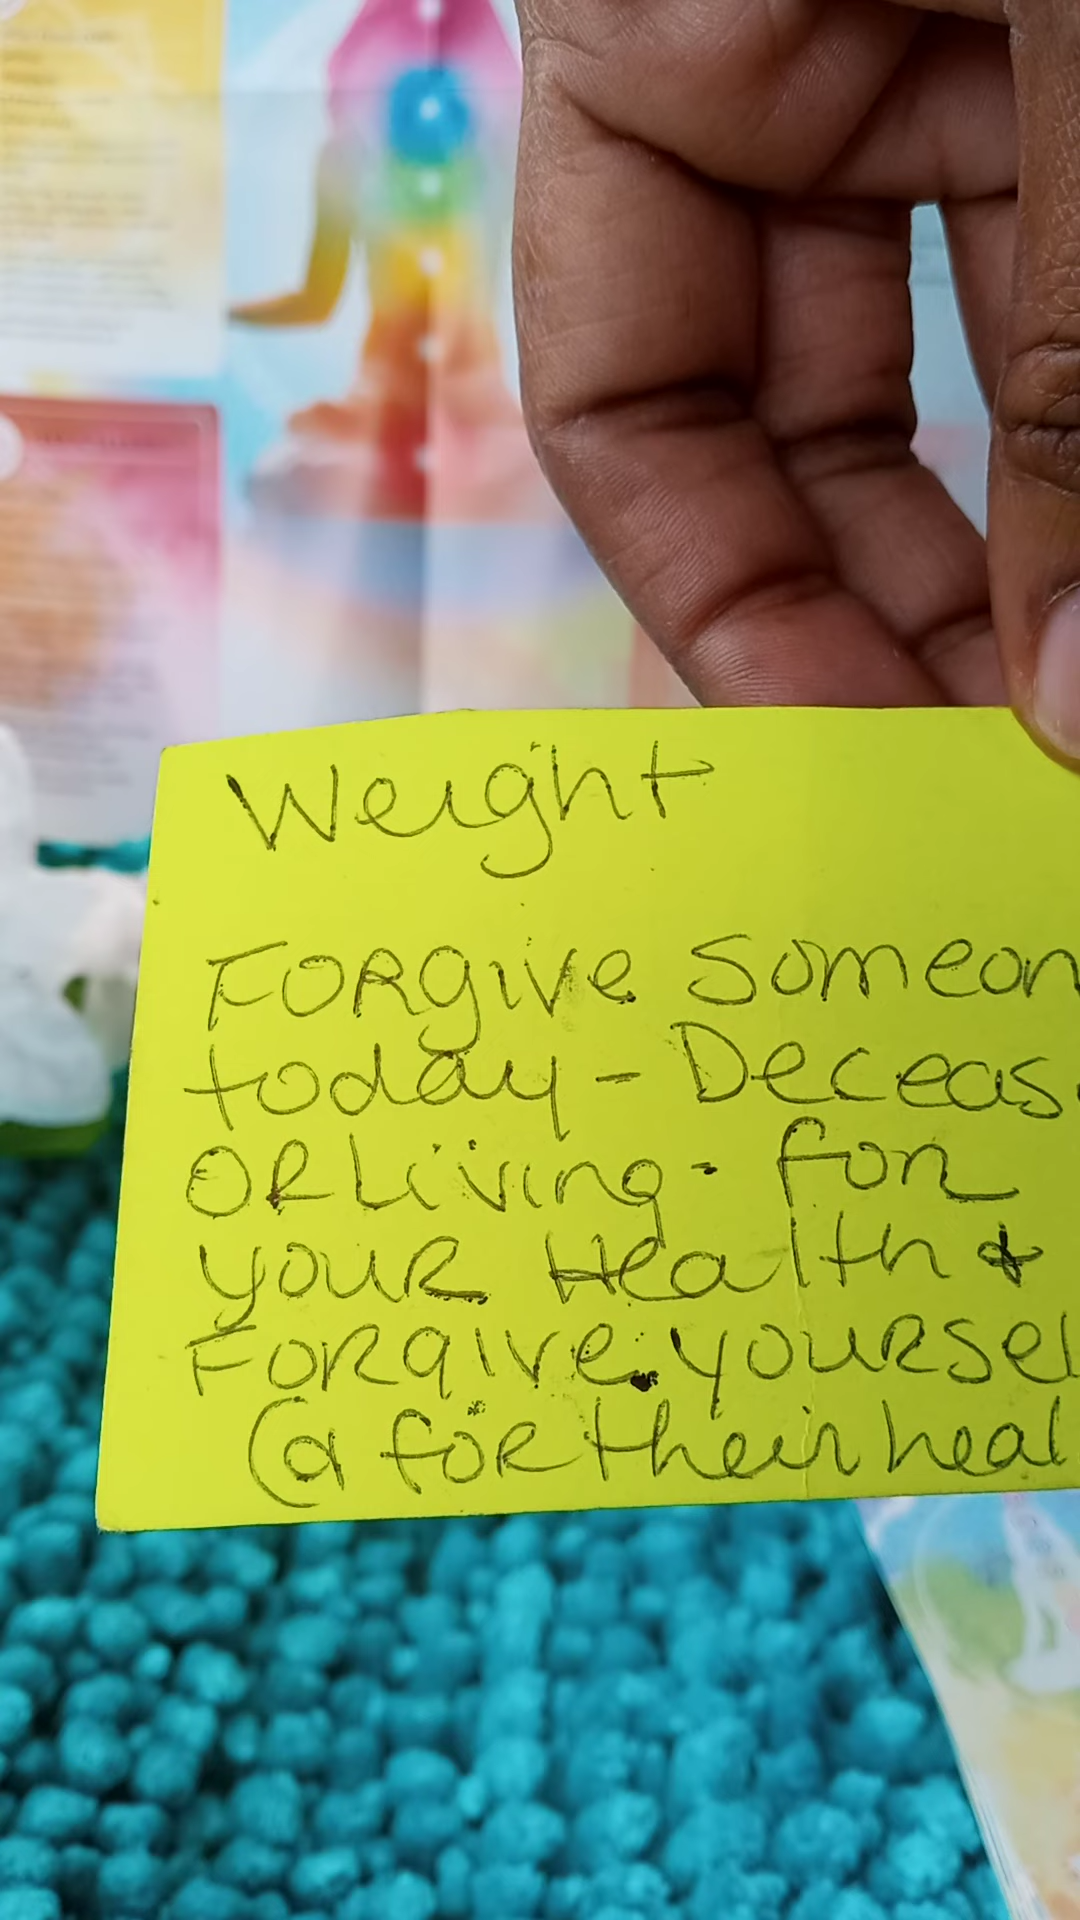 Weight
FORgive Someon
today - Deceas
OR Living - for
youR Health &
FORgive yoursel
(a for their heal